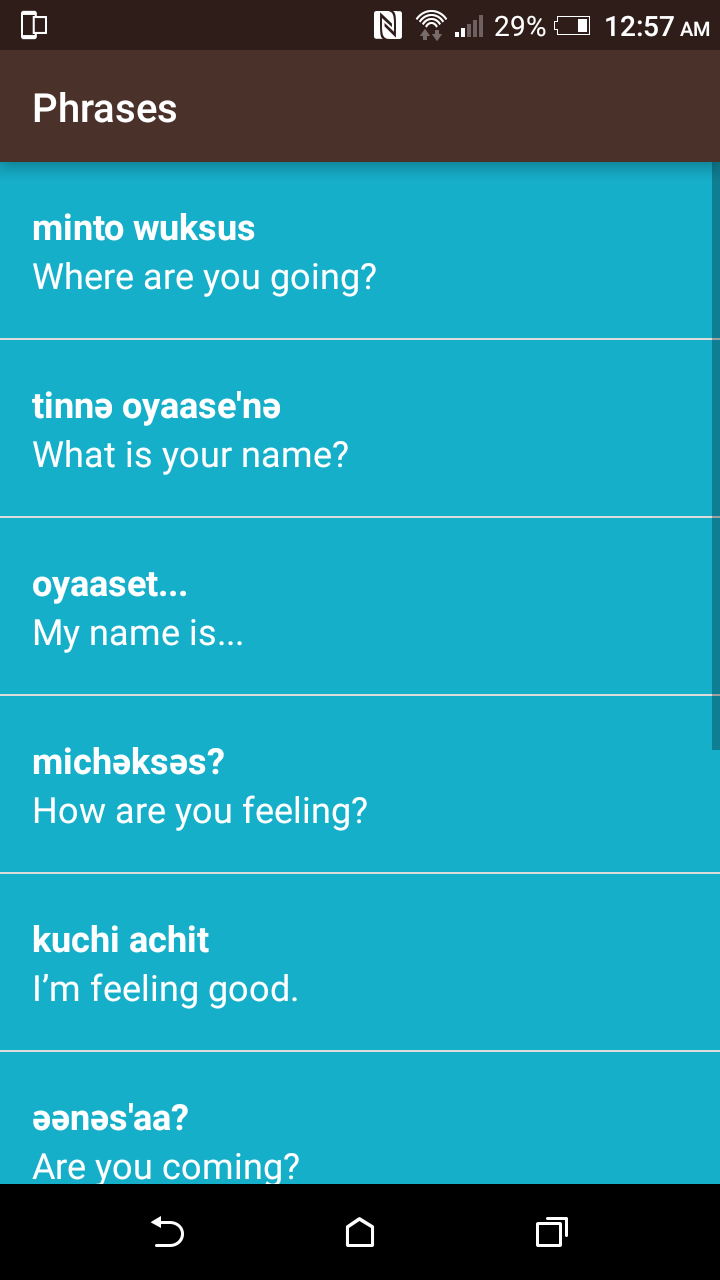 29% 12:57 AM
Phrases
minto wuksus
Where are you going?
tinnə oyaase'nə
What is your name?
oyaaset...
My name is...
michəksəs?
How are you feeling?
kuchi achit
I’m feeling good.
əənəs'aa?
Are you coming?